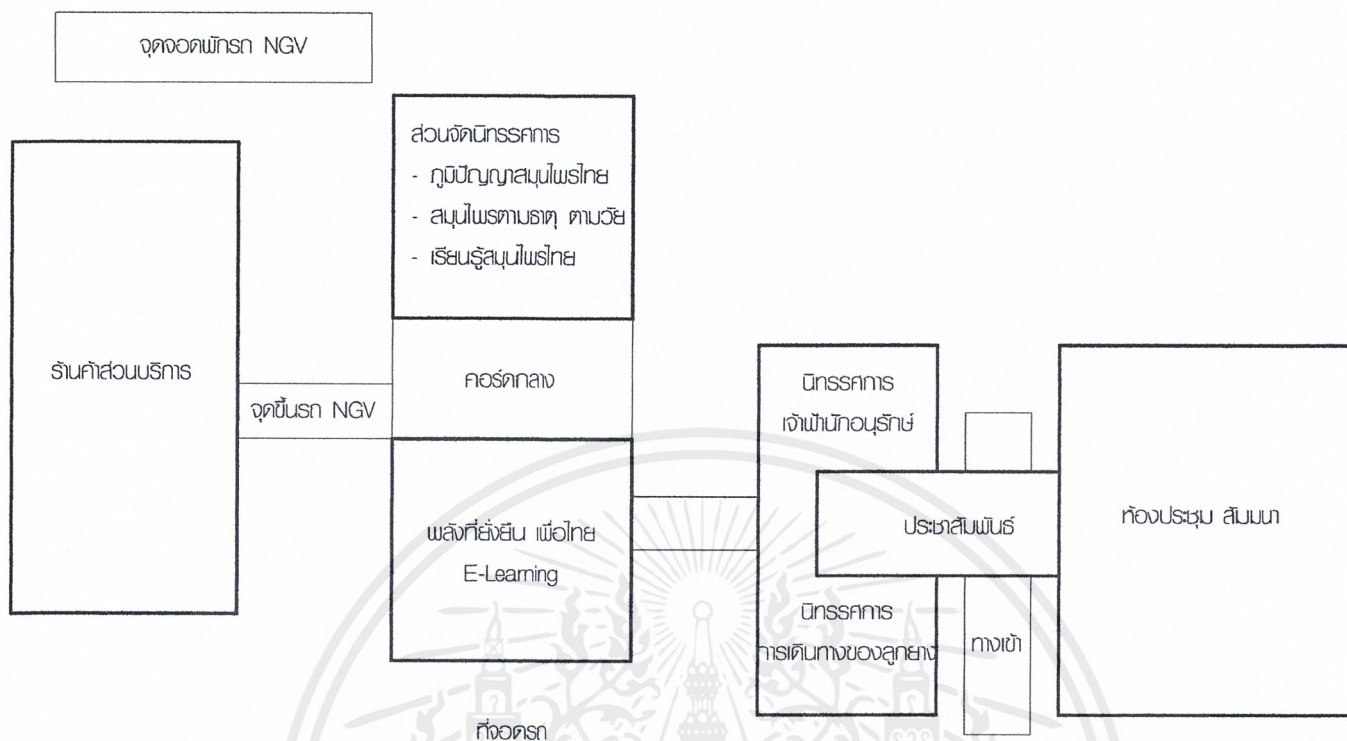 จุดจอดพักรถ NGV
ส่วนจัดนิทรรศการ
- ภูมิปัญญาสมุนไพรไทย
- สมุนไพรตามธาตุ ตามวัย
- เรียนรู้สมุนไพรไทย
ร้านค้าส่วนบริการ
จุดขึ้นรถ NGV
คอร์ดกลาง
พลังที่ยั่งยืน เพื่อไทย
E-Learning
นิทรรศการ
เจ้าฟ้านักอนุรักษ์
ประชาสัมพันธ์
นิทรรศการ
การเดินทางของลูกยาง
ทางเข้า
ห้องประชุม สัมมนา
ที่จอดรถ